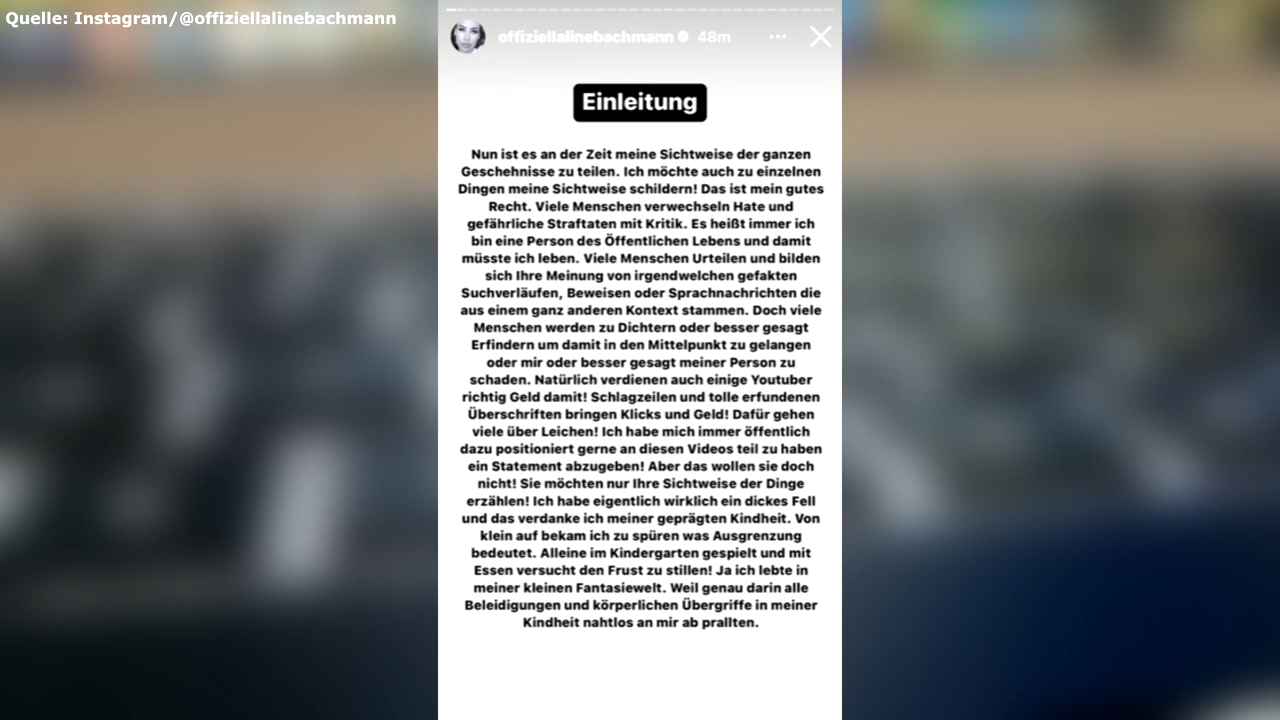 Quelle: Instagram/@offiziellalinebachmann
offiziellalinebachmann 48m
Einleitung
Nun ist es an der Zeit meine Sichtweise der ganzen
Geschehnisse zu teilen. Ich möchte auch zu einzelnen
Dingen meine Sichtweise schildern! Das ist mein gutes
Recht. Viele Menschen verwechseln Hate und
gefährliche Straftaten mit Kritik. Es heißt immer ich
bin eine Person des Öffentlichen Lebens und damit
müsste ich leben. Viele Menschen Urteilen und bilden
sich Ihre Meinung von irgendwelchen gefakten
Suchverläufen, Beweisen oder Sprachnachrichten die
aus einem ganz anderen Kontext stammen. Doch viele
Menschen werden zu Dichtern oder besser gesagt
Erfindern um damit in den Mittelpunkt zu gelangen
oder mir oder besser gesagt meiner Person zu
schaden. Natürlich verdienen auch einige Youtuber
richtig Geld damit! Schlagzeilen und tolle erfundenen
Überschriften bringen Klicks und Geld! Dafür gehen
viele über Leichen! Ich habe mich immer öffentlich
dazu positioniert gerne an diesen Videos teil zu haben
ein Statement abzugeben! Aber das wollen sie doch
nicht! Sie möchten nur Ihre Sichtweise der Dinge
erzählen! Ich habe eigentlich wirklich ein dickes Fell
und das verdanke ich meiner geprägten Kindheit. Von
klein auf bekam ich zu spüren was Ausgrenzung
bedeutet. Alleine im Kindergarten gespielt und mit
Essen versucht den Frust zu stillen! Ja ich lebte in
meiner kleinen Fantasiewelt. Weil genau darin alle
Beleidigungen und körperlichen Übergriffe in meiner
Kindheit nahtlos an mir ab prallten.